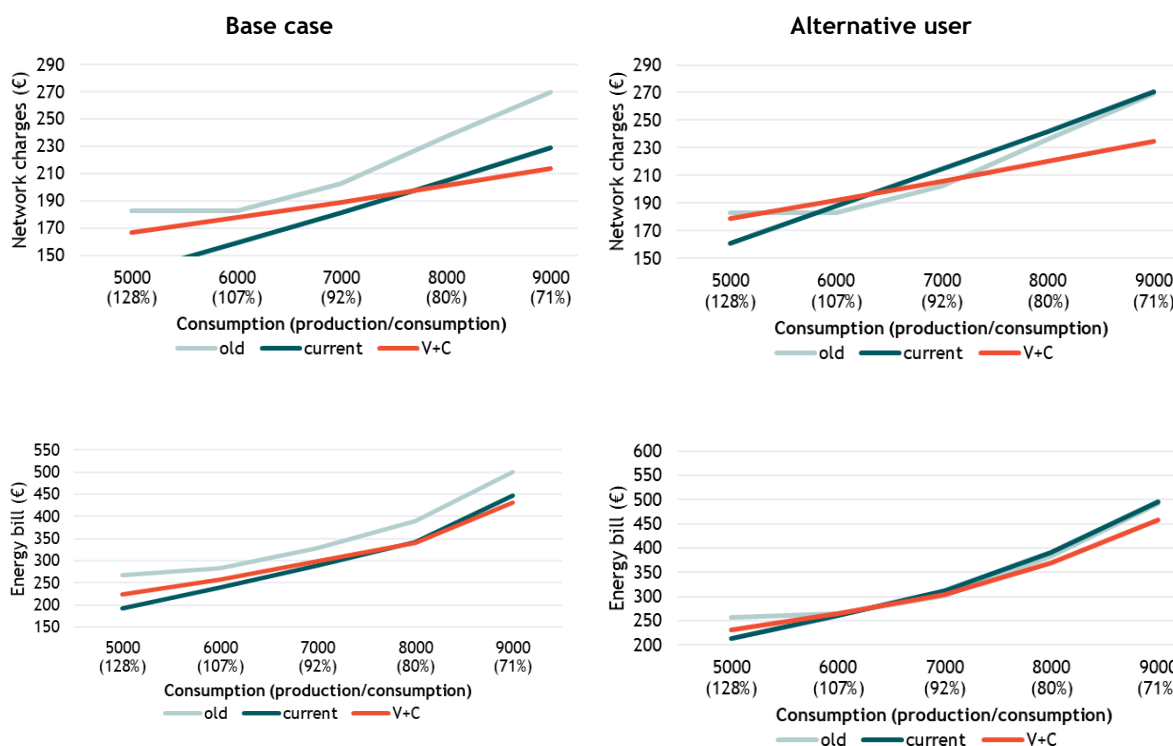 Base case
Network charges (€)
290
270
250
230
210
190
170
150
5000 6000 7000 8000 9000
(128%) (107%) (92%) (80%) (71%)
Consumption (production/consumption)
old current V+C
Alternative user
Network charges (€)
290
270
250
230
210
190
170
150
5000 6000 7000 8000 9000
(128%) (107%) (92%) (80%) (71%)
Consumption (production/consumption)
old current V+C
Energy bill (€)
550
500
450
400
350
300
250
200
150
5000 6000 7000 8000 9000
(128%) (107%) (92%) (80%) (71%)
Consumption (production/consumption)
old current V+C
Energy bill (€)
600
550
500
450
400
350
300
250
200
5000 6000 7000 8000 9000
(128%) (107%) (92%) (80%) (71%)
Consumption (production/consumption)
old current V+C